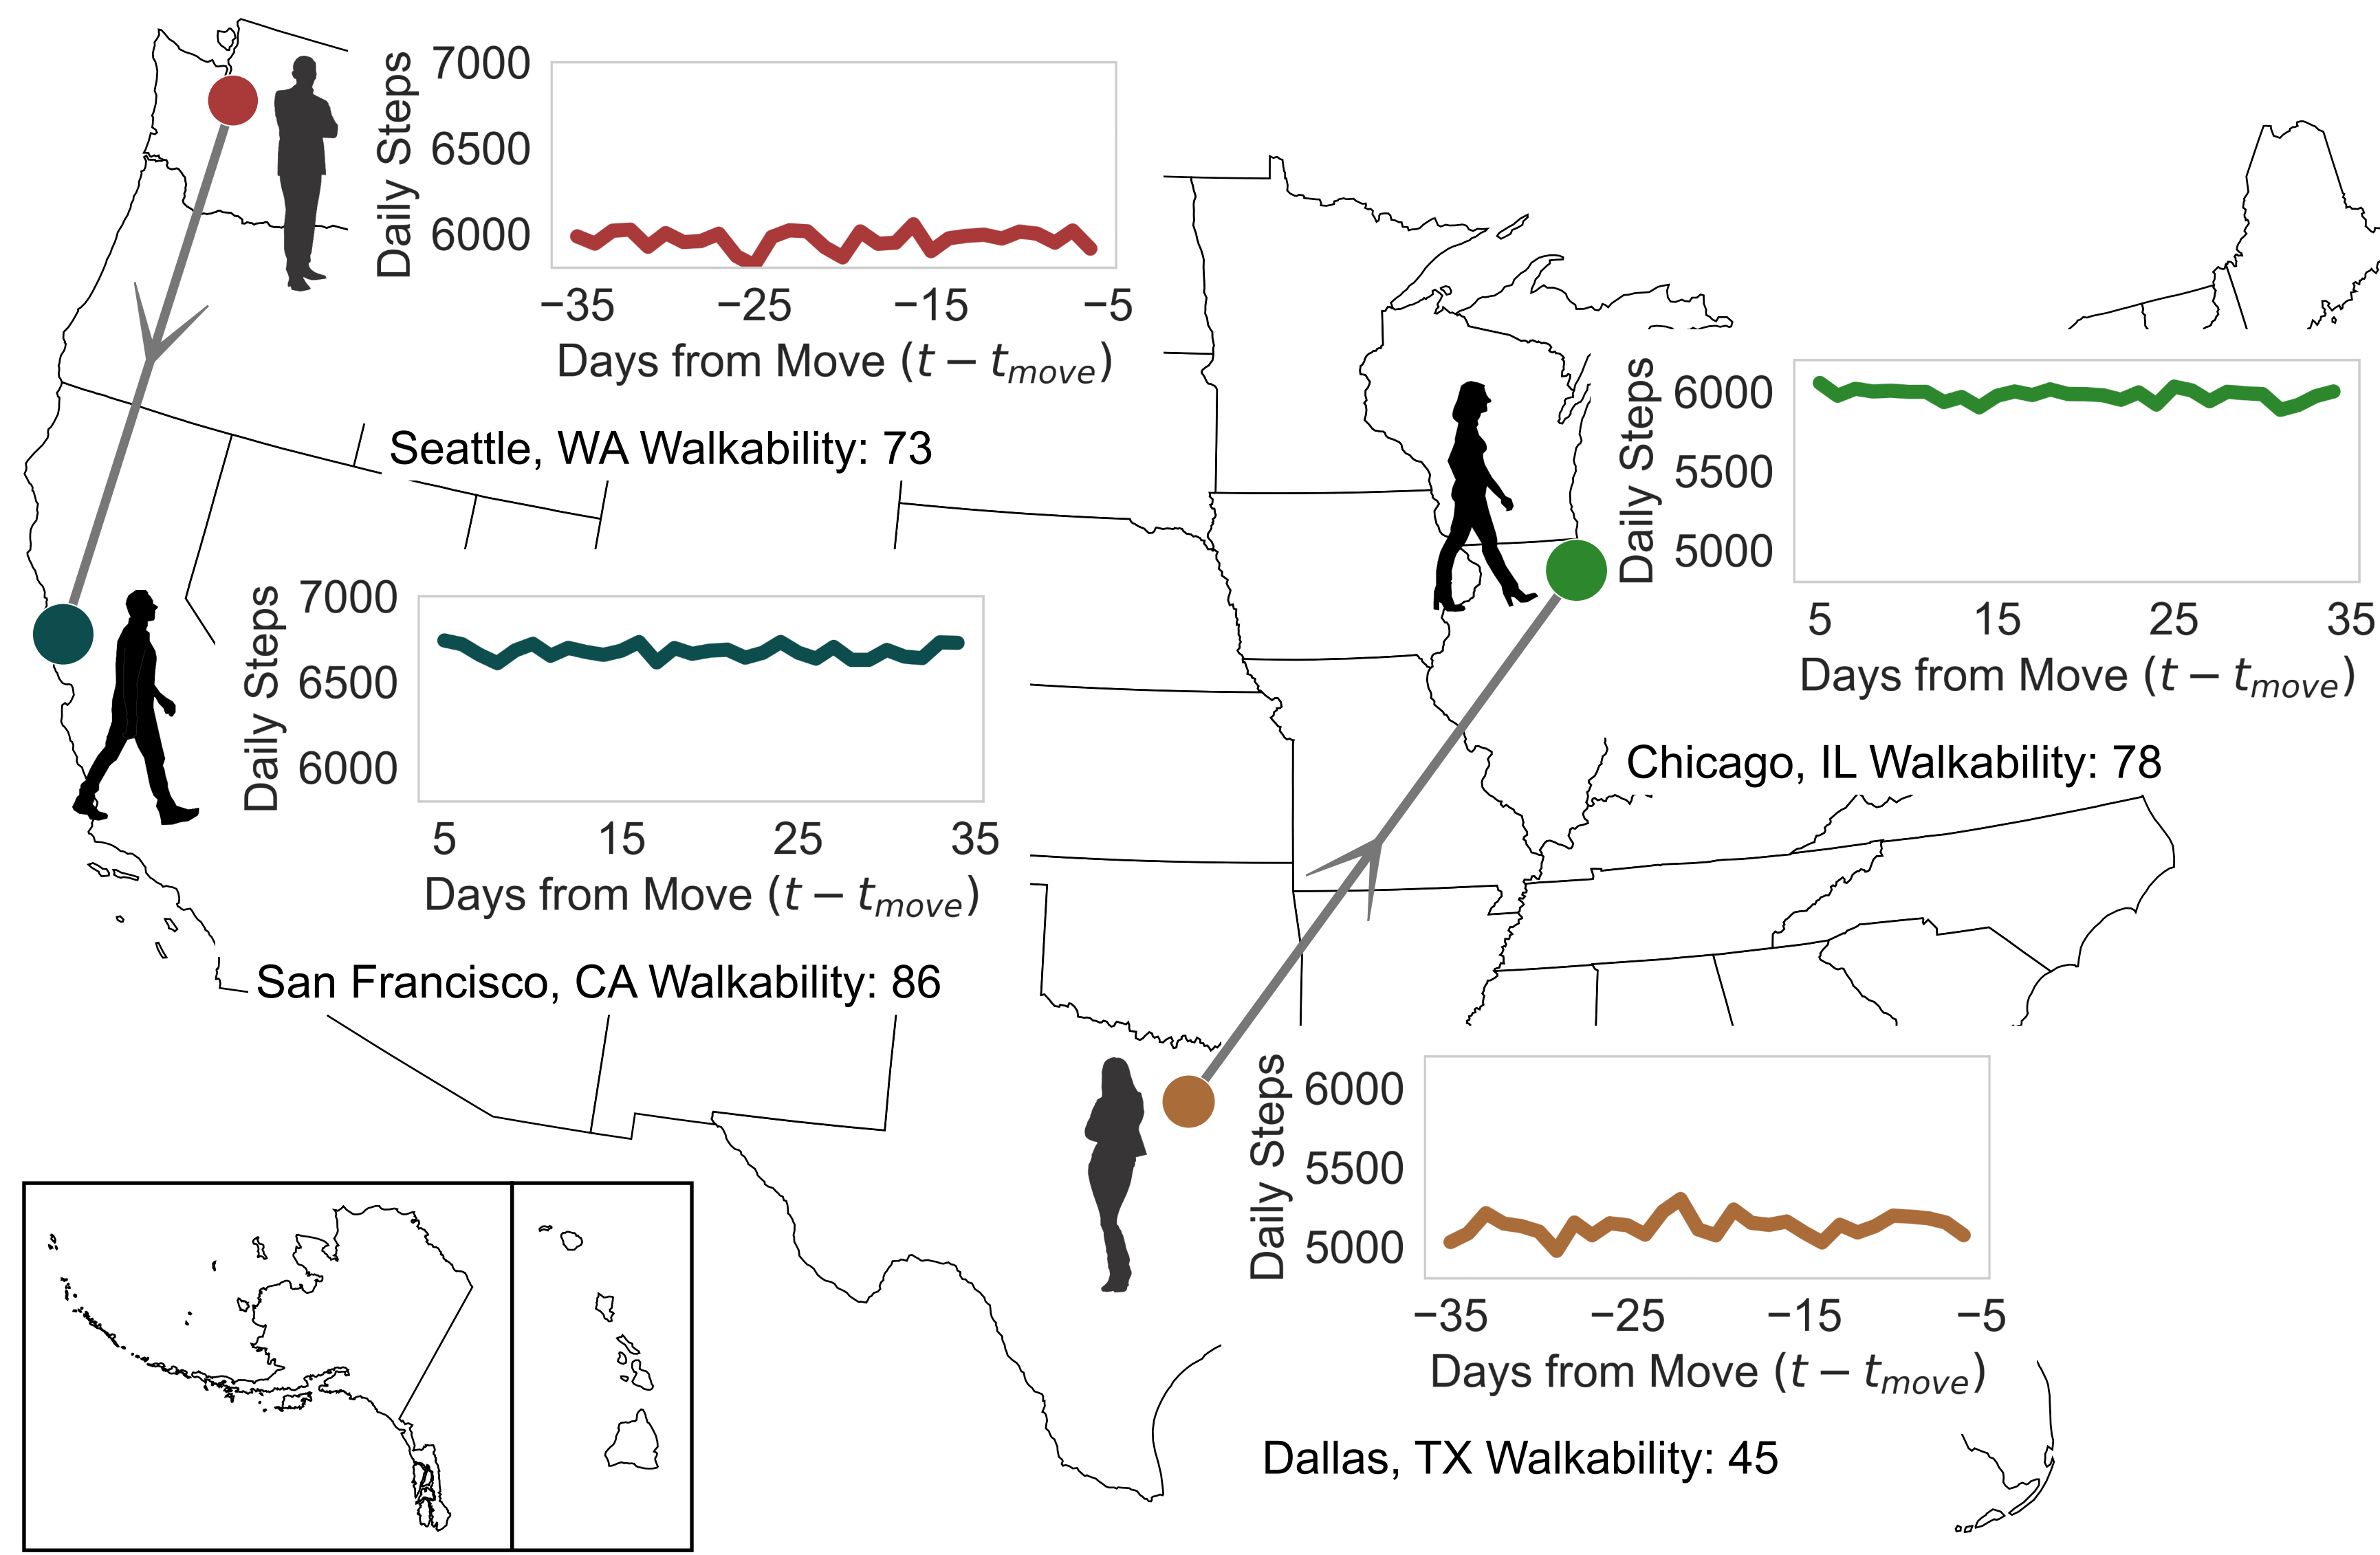 7000
6500
6000
Daily Steps
−35 −25 −15 −5
Days from Move (t − tmove)
Seattle, WA Walkability: 73
6000
5500
5000
Daily Steps
5 15 25 35
Days from Move (t − tmove)
Chicago, IL Walkability: 78
7000
6500
6000
Daily Steps
5 15 25 35
Days from Move (t − tmove)
San Francisco, CA Walkability: 86
6000
5500
5000
Daily Steps
−35 −25 −15 −5
Days from Move (t − tmove)
Dallas, TX Walkability: 45